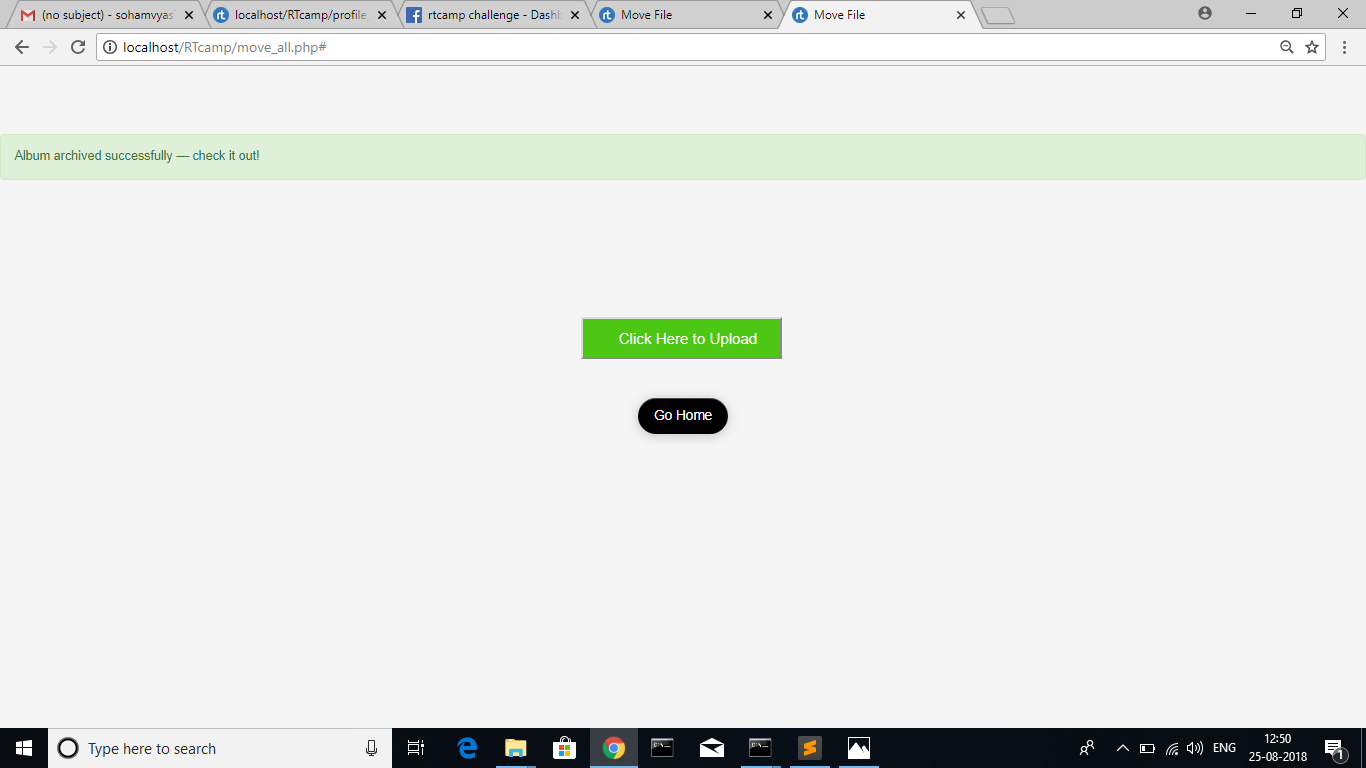 (no subject) - sohamvyas
localhost/RTcamp/profile_
rtcamp challenge - Dashb
Move File
Move File
localhost/RTcamp/move_all.php#
Album archived successfully — check it out!
Click Here to Upload
Go Home
Type here to search
ENG
12:50
25-08-2018
1